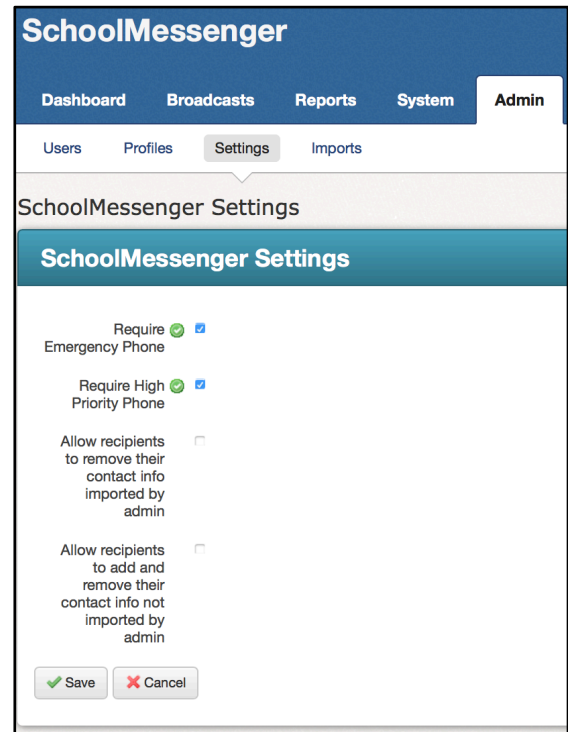 SchoolMessenger
Dashboard Broadcasts Reports System Admin
Users Profiles Settings Imports
SchoolMessenger Settings
SchoolMessenger Settings
Require
Emergency Phone
Require High
Priority Phone
Allow recipients
to remove their
contact info
imported by
admin
Allow recipients
to add and
remove their
contact info not
imported by
admin
Save Cancel